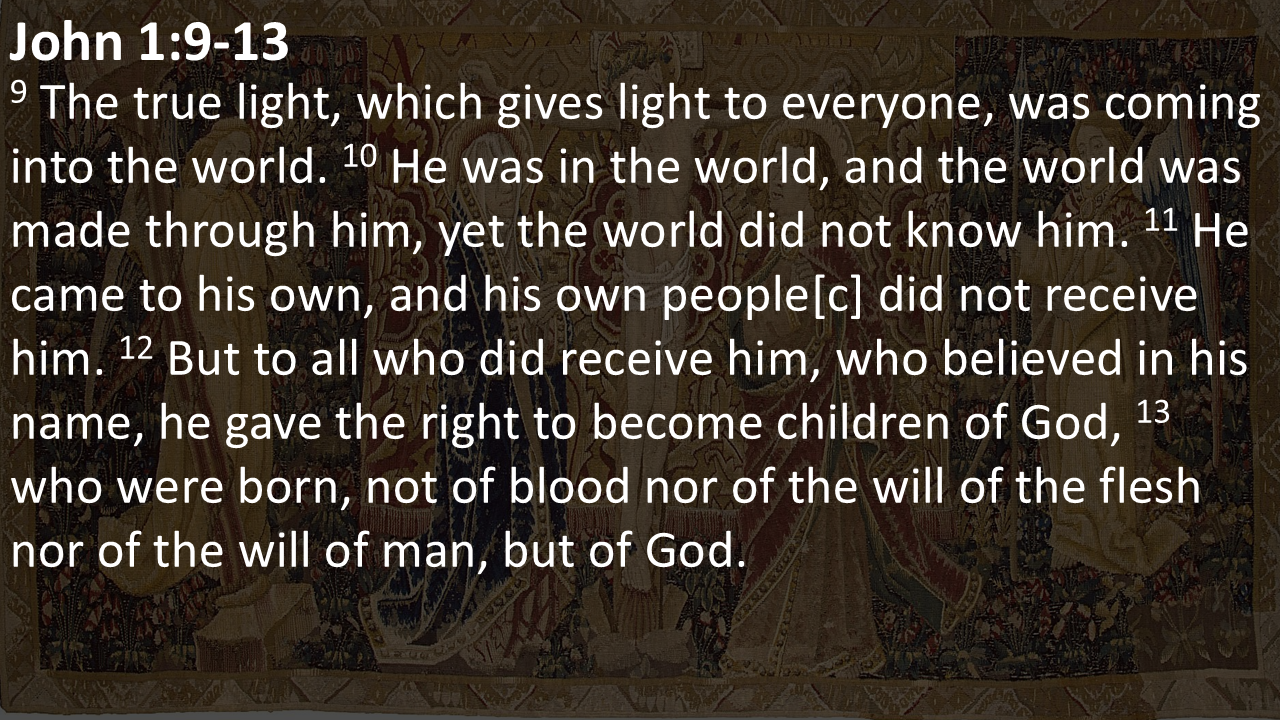 John 1:9-13
9 The true light, which gives light to everyone, was coming
into the world. 10 He was in the world, and the world was
made through him, yet the world did not know him. 11 He
came to his own, and his own people[c] did not receive
him. 12 But to all who did receive him, who believed in his
name, he gave the right to become children of God, 13
who were born, not of blood nor of the will of the flesh
nor of the will of man, but of God.